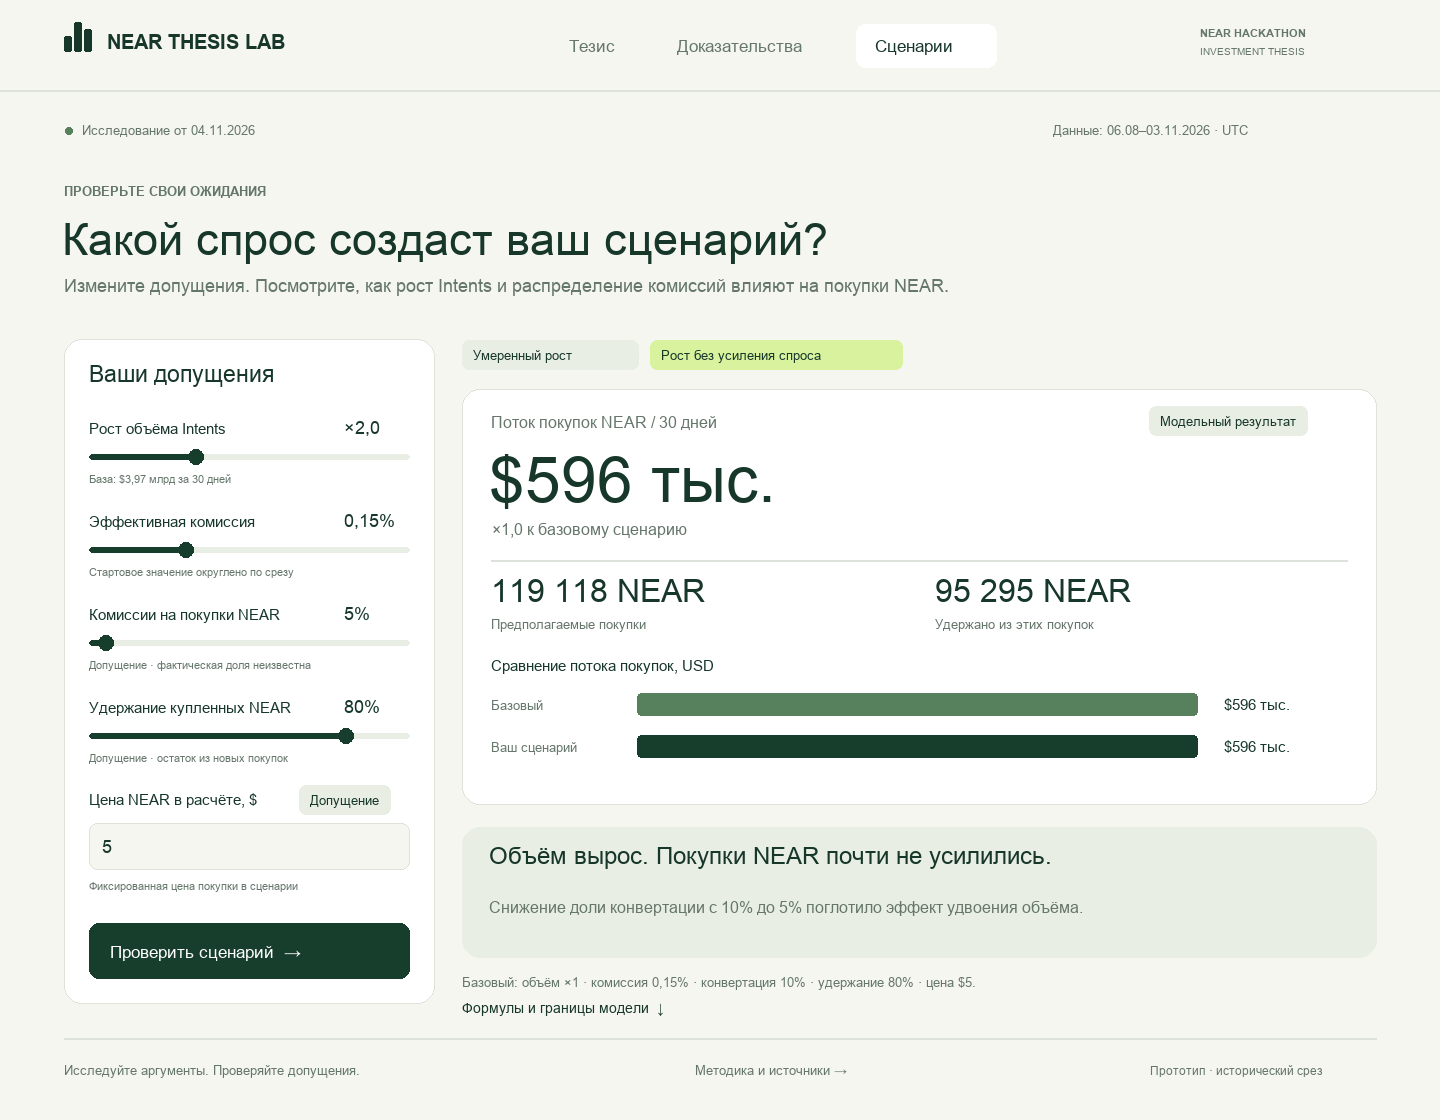 NEAR THESIS LAB
Тезис
Доказательства
Сценарии
NEAR HACKATHON
INVESTMENT THESIS
Исследование от 04.11.2026
Данные: 06.08–03.11.2026 · UTC
ПРОВЕРЬТЕ СВОИ ОЖИДАНИЯ
Какой спрос создаст ваш сценарий?
Измените допущения. Посмотрите, как рост Intents и распределение комиссий влияют на покупки NEAR.
Ваши допущения
Рост объёма Intents ×2,0
База: $3,97 млрд за 30 дней
Эффективная комиссия 0,15%
Стартовое значение округлено по срезу
Комиссии на покупки NEAR 5%
Допущение · фактическая доля неизвестна
Удержание купленных NEAR 80%
Допущение · остаток из новых покупок
Цена NEAR в расчёте, $ Допущение
5
Фиксированная цена покупки в сценарии
Проверить сценарий →
Умеренный рост
Рост без усиления спроса
Поток покупок NEAR / 30 дней
Модельный результат
$596 тыс.
×1,0 к базовому сценарию
119 118 NEAR
Предполагаемые покупки
95 295 NEAR
Удержано из этих покупок
Сравнение потока покупок, USD
Базовый $596 тыс.
Ваш сценарий $596 тыс.
Объём вырос. Покупки NEAR почти не усилились.
Снижение доли конвертации с 10% до 5% поглотило эффект удвоения объёма.
Базовый: объём ×1 · комиссия 0,15% · конвертация 10% · удержание 80% · цена $5.
Формулы и границы модели ↓
Исследуйте аргументы. Проверяйте допущения.
Методика и источники →
Прототип · исторический срез